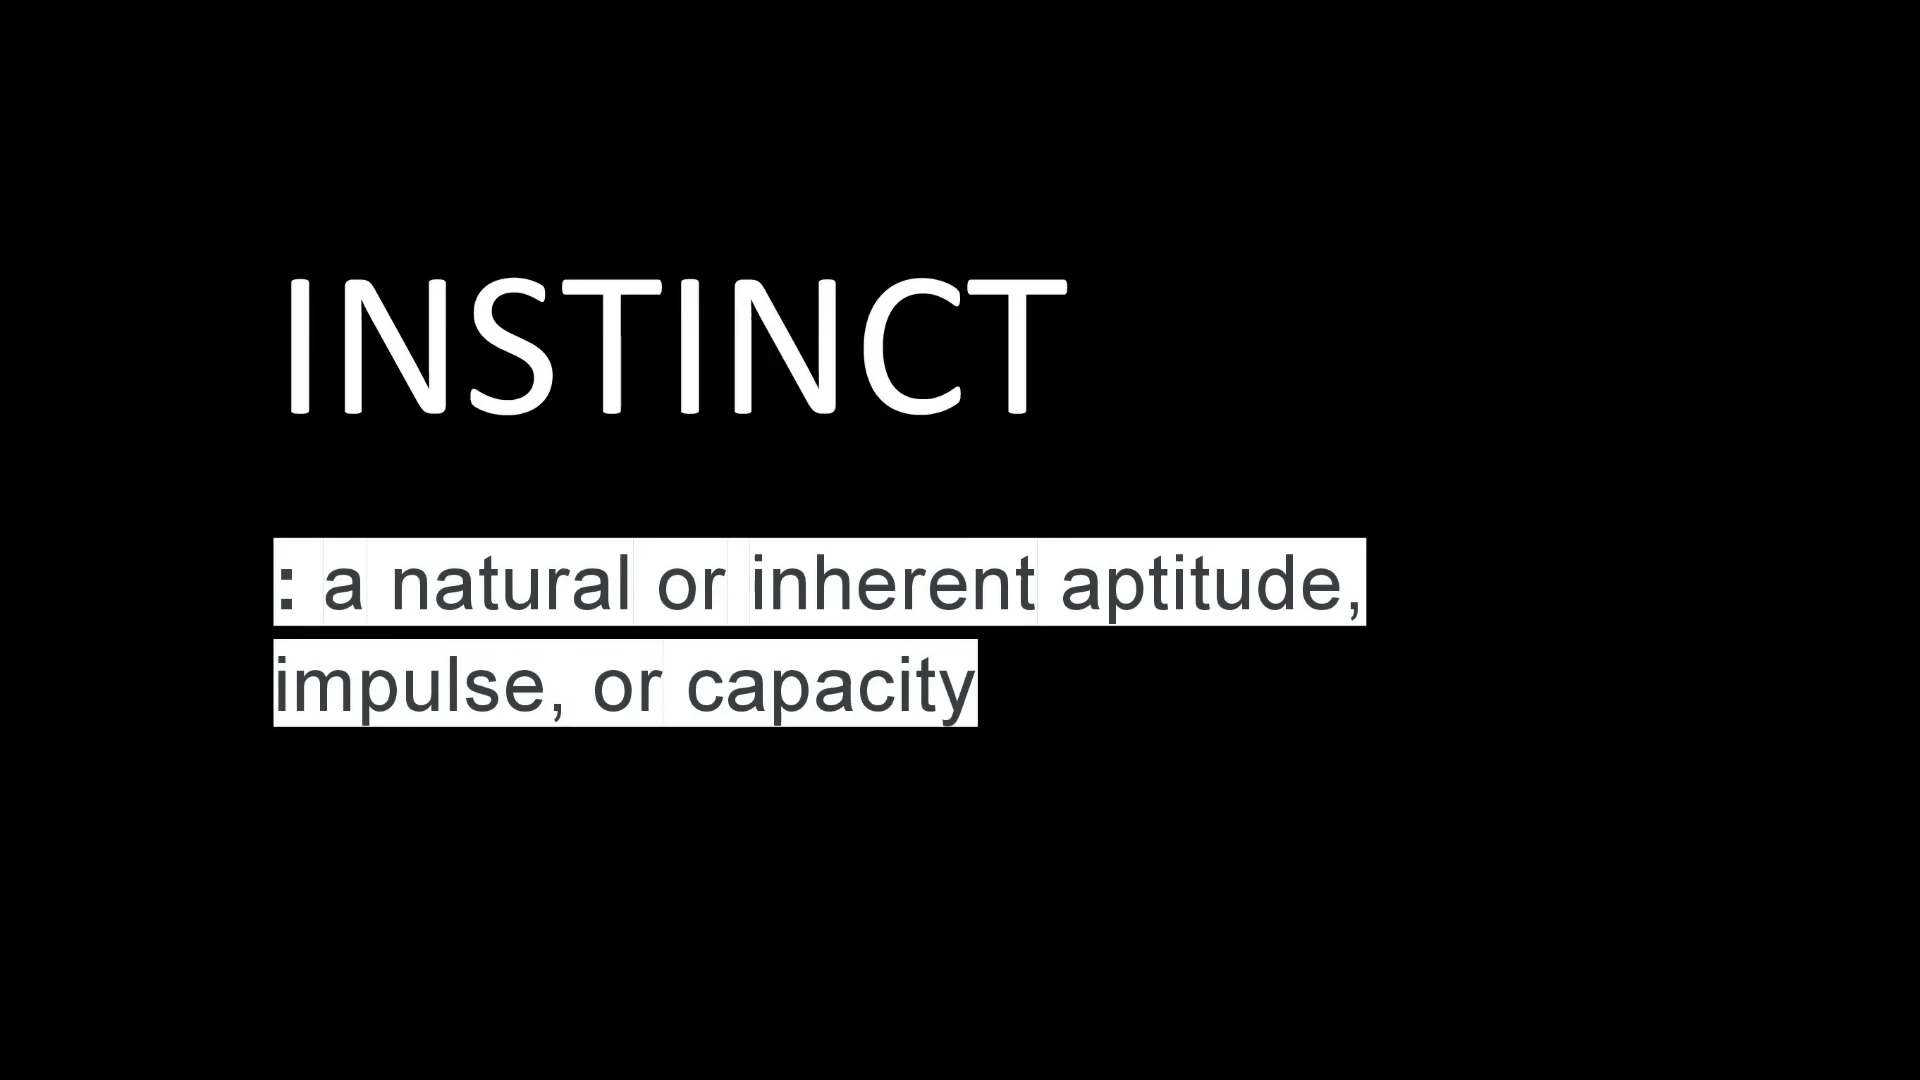 INSTINCT
: a natural or inherent aptitude,
impulse, or capacity